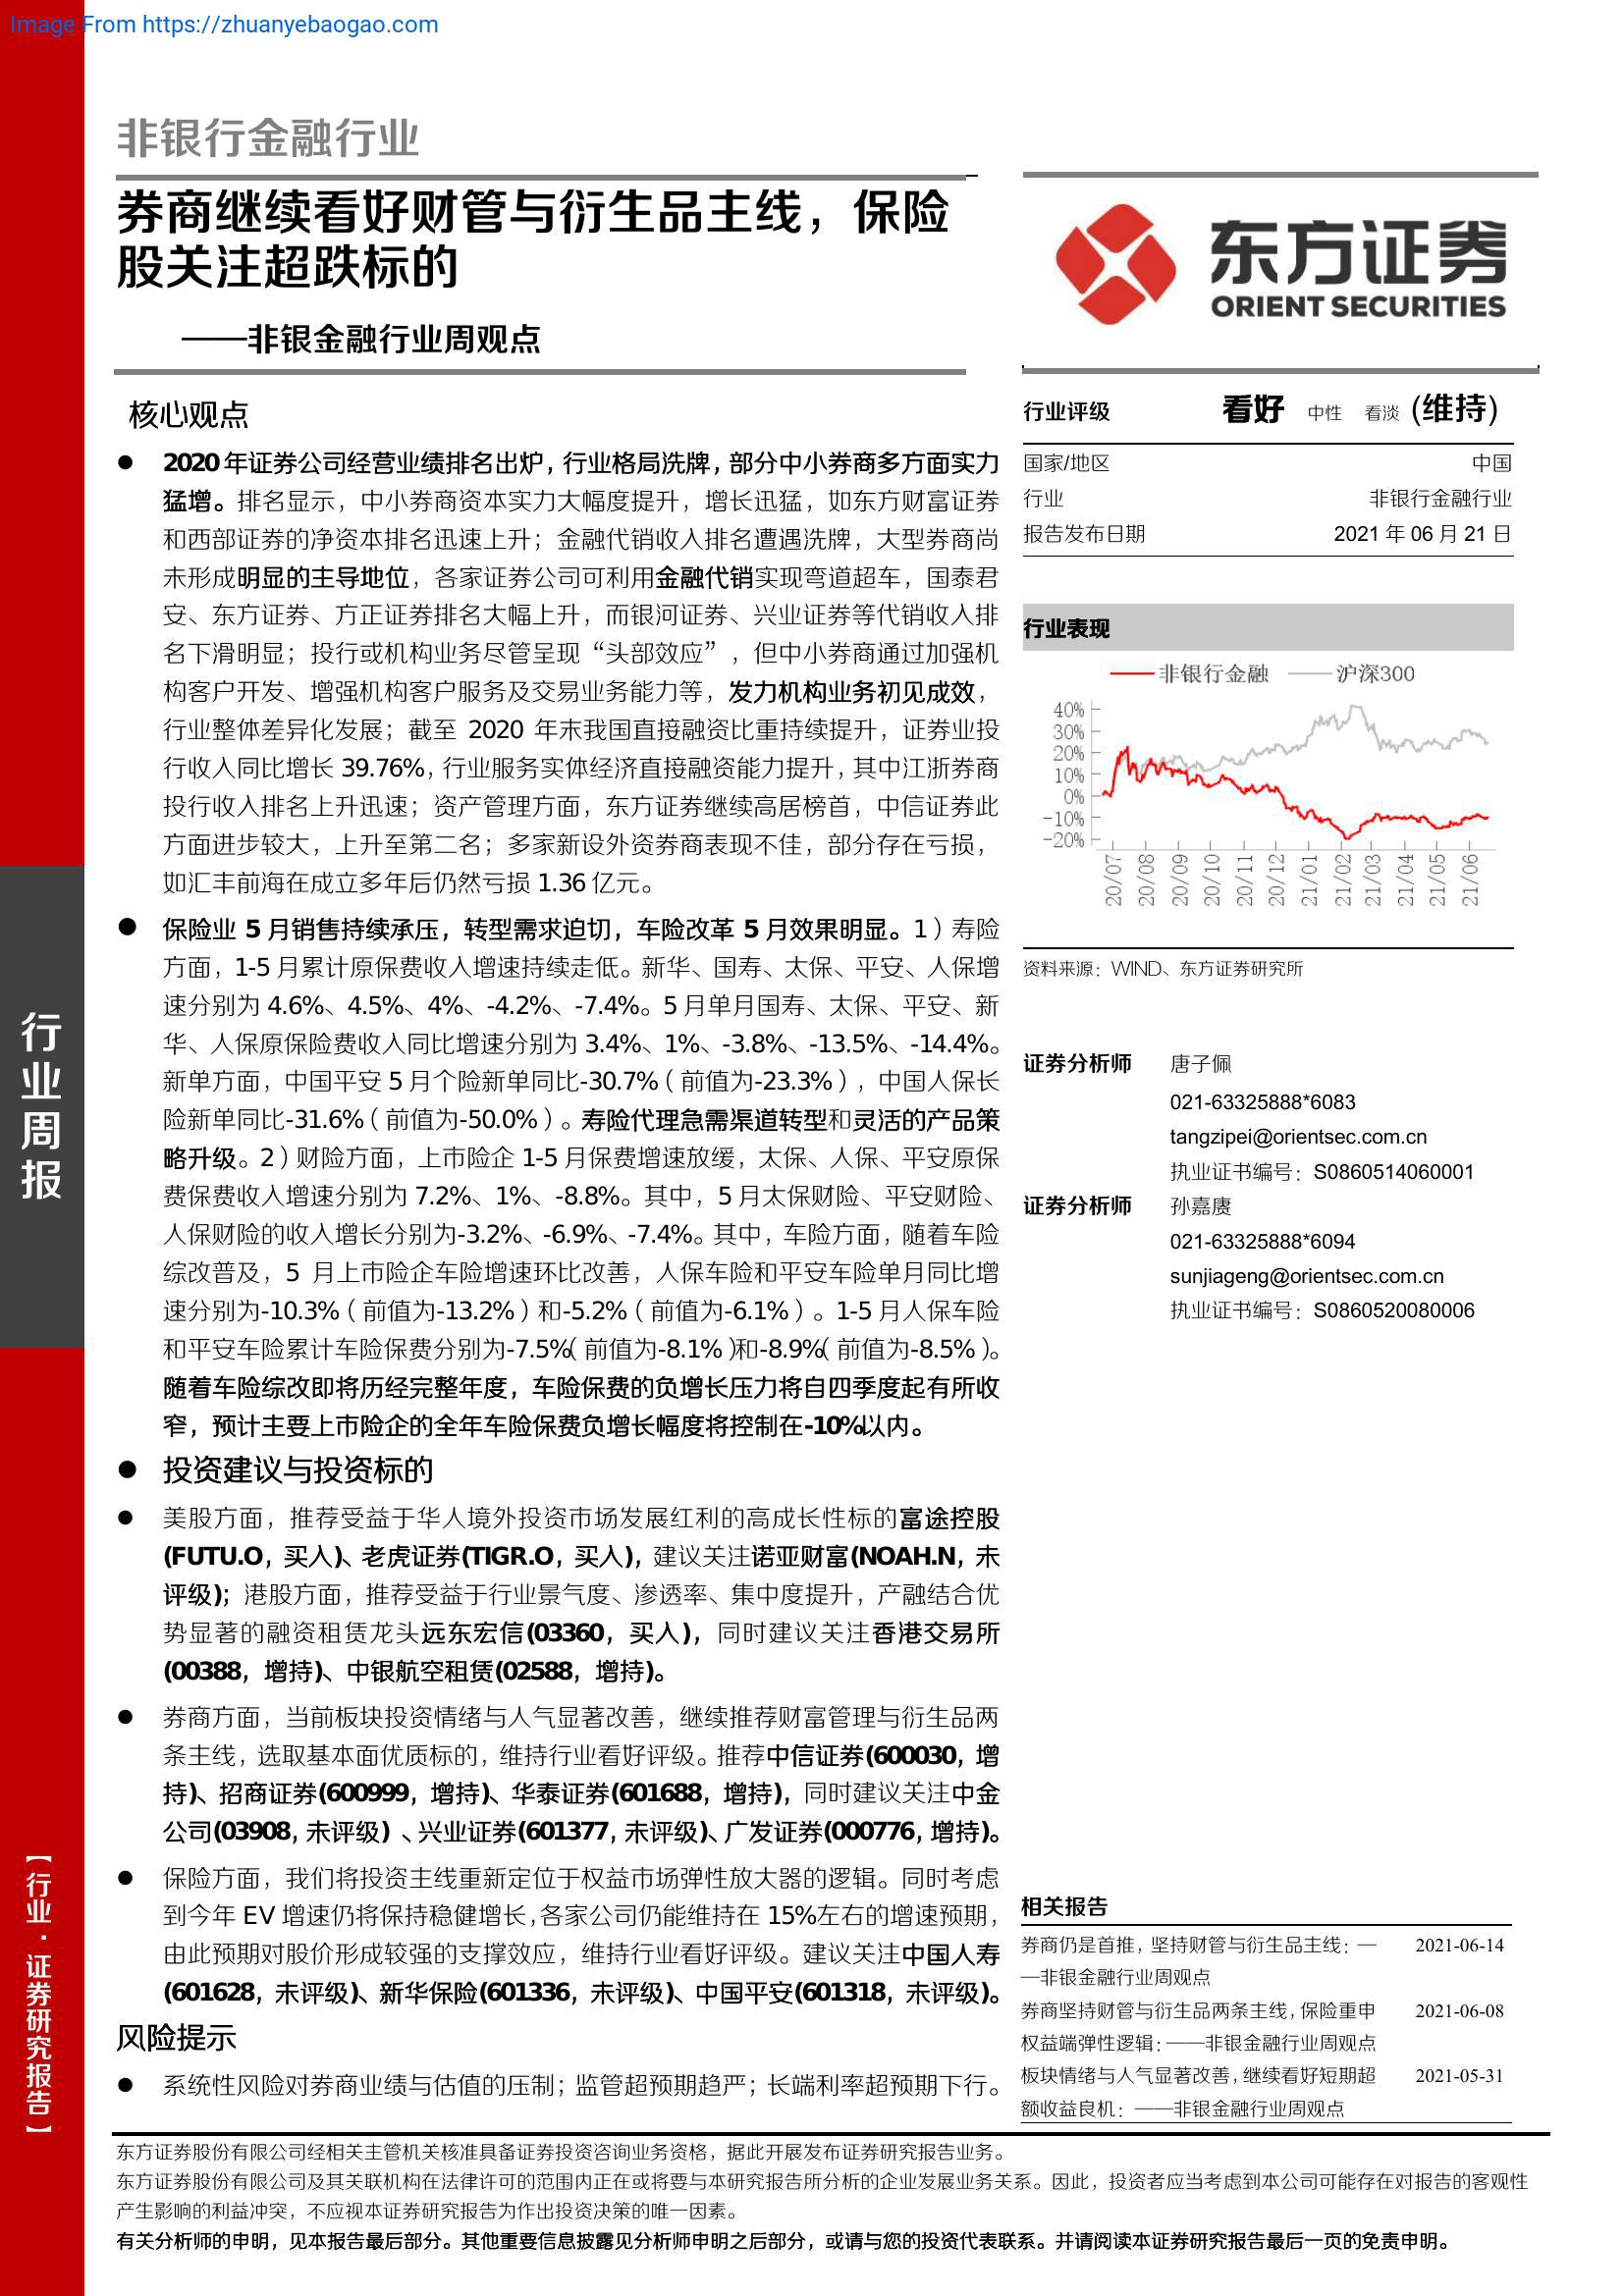 Image From https://zhuanyebaogao.com
非银行金融行业
券商继续看好财管与衍生品主线，保险
股关注超跌标的
——非银金融行业周观点
东方证券
ORIENT SECURITIES
核心观点
● 2020年证券公司经营业绩排名出炉，行业格局洗牌，部分中小券商多方面实力
猛增。排名显示，中小券商资本实力大幅度提升，增长迅猛，如东方财富证券
和西部证券的净资本排名迅速上升；金融代销收入排名遭遇洗牌，大型券商尚
未形成明显的主导地位，各家证券公司可利用金融代销实现弯道超车，国泰君
安、东方证券、方正证券排名大幅上升，而银河证券、兴业证券等代销收入排
名下滑明显；投行或机构业务尽管呈现“头部效应”，但中小券商通过加强机
构客户开发、增强机构客户服务及交易业务能力等，发力机构业务初见成效，
行业整体差异化发展；截至 2020 年末我国直接融资比重持续提升，证券业投
行收入同比增长 39.76%，行业服务实体经济直接融资能力提升，其中江浙券商
投行收入排名上升迅速；资产管理方面，东方证券继续高居榜首，中信证券此
方面进步较大，上升至第二名；多家新设外资券商表现不佳，部分存在亏损，
如汇丰前海在成立多年后仍然亏损 1.36 亿元。
● 保险业 5 月销售持续承压，转型需求迫切，车险改革 5 月效果明显。1）寿险
方面，1-5 月累计原保费收入增速持续走低。新华、国寿、太保、平安、人保增
速分别为 4.6%、4.5%、4%、-4.2%、-7.4%。5 月单月国寿、太保、平安、新
华、人保原保险费收入同比增速分别为 3.4%、1%、-3.8%、-13.5%、-14.4%。
新单方面，中国平安 5 月个险新单同比-30.7%（前值为-23.3%），中国人保长
险新单同比-31.6%（前值为-50.0%）。寿险代理急需渠道转型和灵活的产品策
略升级。2）财险方面，上市险企 1-5 月保费增速放缓，太保、人保、平安原保
费保费收入增速分别为 7.2%、1%、-8.8%。其中，5 月太保财险、平安财险、
人保财险的收入增长分别为-3.2%、-6.9%、-7.4%。其中，车险方面，随着车险
综改普及，5 月上市险企车险增速环比改善，人保车险和平安车险单月同比增
速分别为-10.3%（前值为-13.2%）和-5.2%（前值为-6.1%）。1-5 月人保车险
和平安车险累计车险保费分别为-7.5%（前值为-8.1%）和-8.9%（前值为-8.5%）。
随着车险综改即将历经完整年度，车险保费的负增长压力将自四季度起有所收
窄，预计主要上市险企的全年车险保费负增长幅度将控制在-10%以内。
● 投资建议与投资标的
● 美股方面，推荐受益于华人境外投资市场发展红利的高成长性标的富途控股
(FUTU.O，买入)、老虎证券(TIGR.O，买入)，建议关注诺亚财富(NOAH.N，未
评级)；港股方面，推荐受益于行业景气度、渗透率、集中度提升，产融结合优
势显著的融资租赁龙头远东宏信(03360，买入)，同时建议关注香港交易所
(00388，增持)、中银航空租赁(02588，增持)。
● 券商方面，当前板块投资情绪与人气显著改善，继续推荐财富管理与衍生品两
条主线，选取基本面优质标的，维持行业看好评级。推荐中信证券(600030，增
持)、招商证券(600999，增持)、华泰证券(601688，增持)，同时建议关注中金
公司(03908，未评级）、兴业证券(601377，未评级)、广发证券(000776，增持)。
● 保险方面，我们将投资主线重新定位于权益市场弹性放大器的逻辑。同时考虑
到今年 EV 增速仍将保持稳健增长，各家公司仍能维持在 15%左右的增速预期，
由此预期对股价形成较强的支撑效应，维持行业看好评级。建议关注中国人寿
(601628，未评级)、新华保险(601336，未评级)、中国平安(601318，未评级)。
风险提示
● 系统性风险对券商业绩与估值的压制；监管超预期趋严；长端利率超预期下行。
行业评级 看好 中性 看淡 (维持)
国家/地区 中国
行业 非银行金融行业
报告发布日期 2021 年 06 月 21 日
行业表现
非银行金融 沪深300
40%
30%
20%
10%
0%
-10%
-20%
20/07 20/08 20/09 20/10 20/11 20/12 21/01 21/02 21/03 21/04 21/05 21/06
资料来源：WIND、东方证券研究所
证券分析师 唐子佩
021-63325888*6083
tangzipei@orientsec.com.cn
执业证书编号：S0860514060001
证券分析师 孙嘉赓
021-63325888*6094
sunjiageng@orientsec.com.cn
执业证书编号：S0860520080006
相关报告
券商仍是首推，坚持财管与衍生品主线：— 2021-06-14
—非银金融行业周观点
券商坚持财管与衍生品两条主线，保险重申 2021-06-08
权益端弹性逻辑：——非银金融行业周观点
板块情绪与人气显著改善，继续看好短期超 2021-05-31
额收益良机：——非银金融行业周观点
行业周报
【行业·证券研究报告】
东方证券股份有限公司经相关主管机关核准具备证券投资咨询业务资格，据此开展发布证券研究报告业务。
东方证券股份有限公司及其关联机构在法律许可的范围内正在或将要与本研究报告所分析的企业发展业务关系。因此，投资者应当考虑到本公司可能存在对报告的客观性
产生影响的利益冲突，不应视本证券研究报告为作出投资决策的唯一因素。
有关分析师的申明，见本报告最后部分。其他重要信息披露见分析师申明之后部分，或请与您的投资代表联系。并请阅读本证券研究报告最后一页的免责申明。